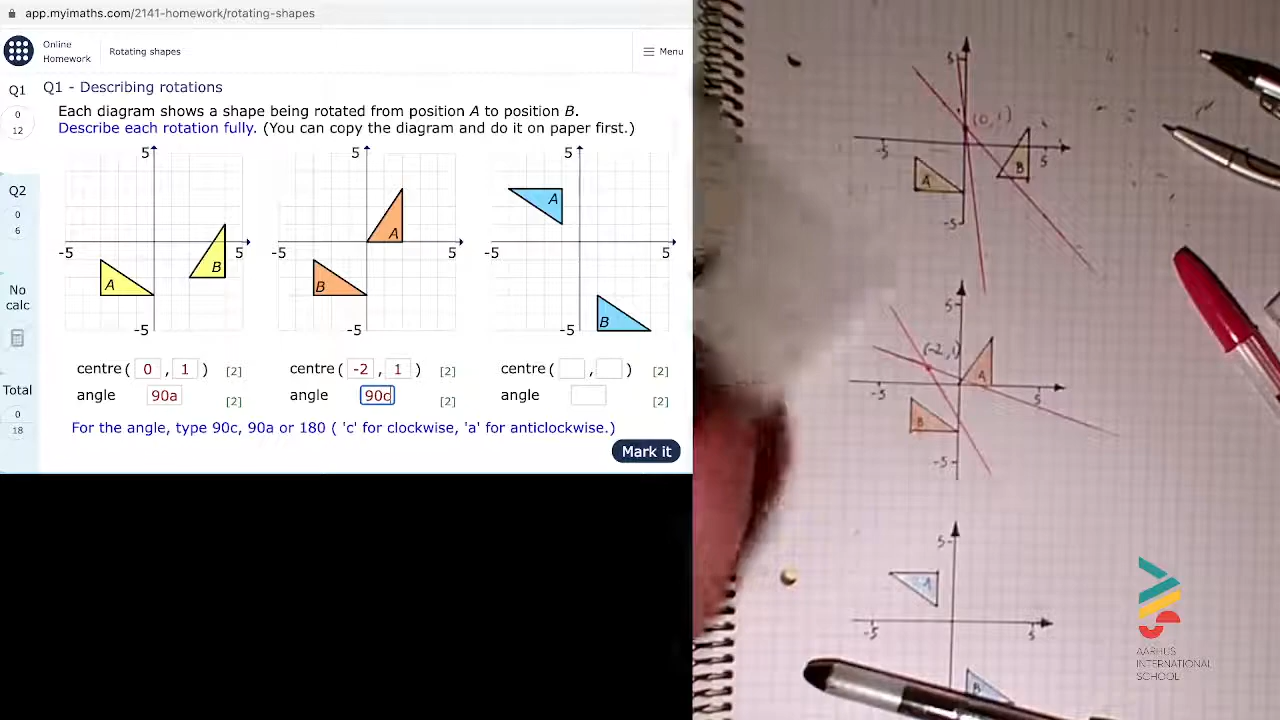 app.myimaths.com/2141-homework/rotating-shapes
Online
Homework
Rotating shapes
Menu
Q1
0
12
Q2
0
6
No
calc
Total
0
18
Q1 - Describing rotations
Each diagram shows a shape being rotated from position A to position B.
Describe each rotation fully. (You can copy the diagram and do it on paper first.)
5
-5
5
-5
A
B
5
-5
5
-5
A
B
5
-5
5
-5
A
B
centre ( 0 , 1 ) [2]
angle 90a [2]
centre ( -2 , 1 ) [2]
angle 90c [2]
centre ( , ) [2]
angle [2]
For the angle, type 90c, 90a or 180 ( 'c' for clockwise, 'a' for anticlockwise.)
Mark it
5
(0,1)
-5
5
A
B
-5
5
(-2,1)
A
-5
5
B
-5
5
A
-5
5
B
AARHUS
INTERNATIONAL
SCHOOL